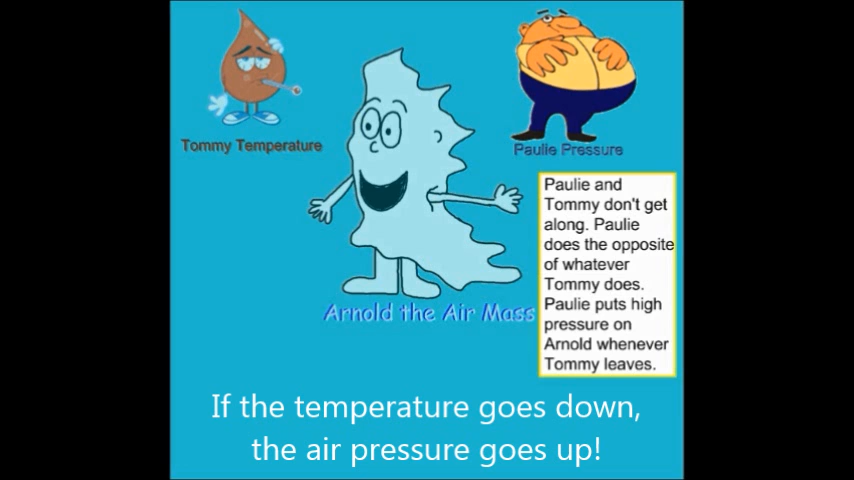 Tommy Temperature
Paulie Pressure
Paulie and
Tommy don't get
along. Paulie
does the opposite
of whatever
Tommy does.
Paulie puts high
pressure on
Arnold whenever
Tommy leaves.
Arnold the Air Mass
If the temperature goes down,
the air pressure goes up!